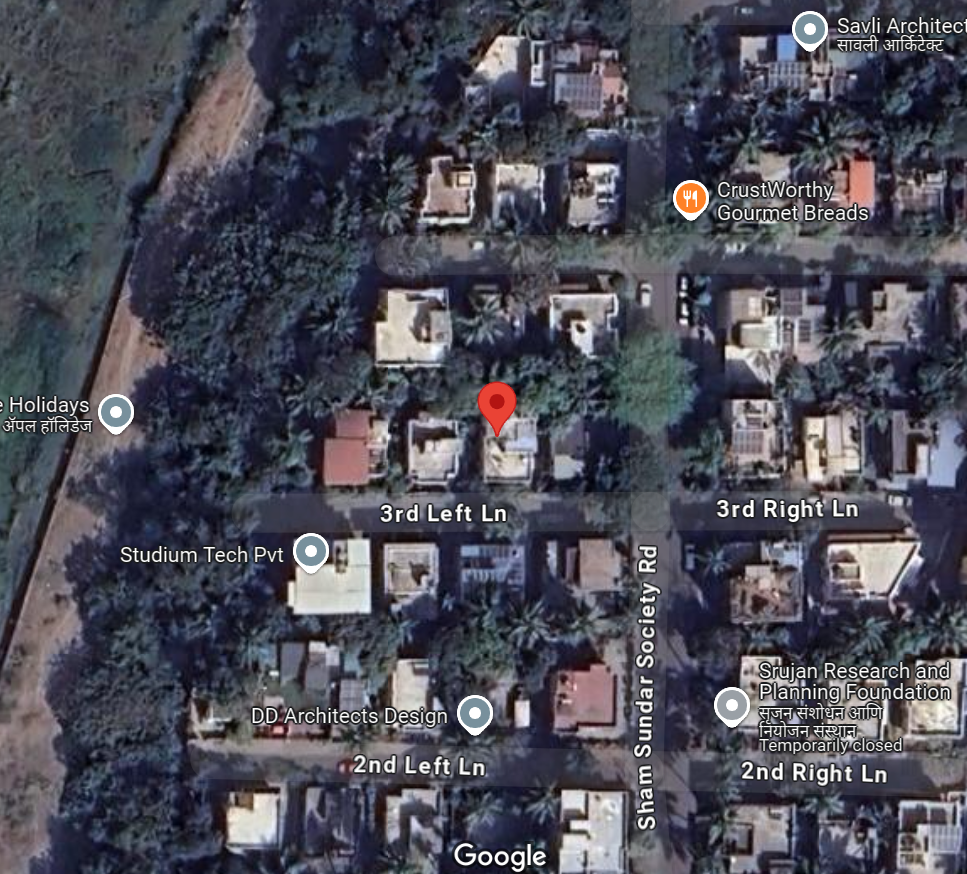 Savli Architect
सावली आर्किटेक्ट
CrustWorthy
Gourmet Breads
e Holidays
ॲपल हॉलिडेज
3rd Left Ln
3rd Right Ln
Studium Tech Pvt
Sham Sundar Society Rd
Srujan Research and
Planning Foundation
सृजन संशोधन आणि
नियोजन संस्थान
Temporarily closed
DD Architects Design
2nd Left Ln
2nd Right Ln
Google